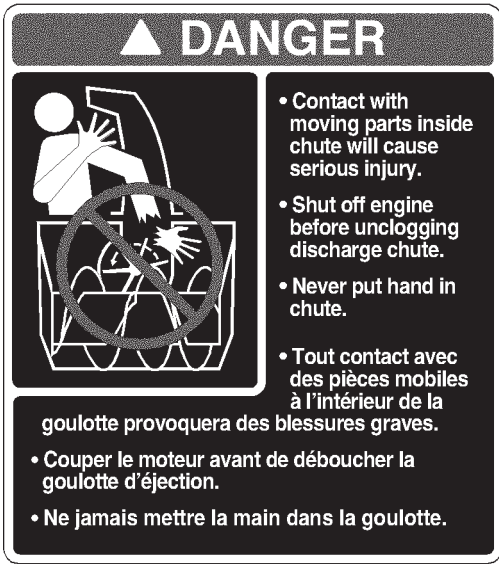 DANGER
• Contact with
moving parts inside
chute will cause
serious injury.
• Shut off engine
before unclogging
discharge chute.
• Never put hand in
chute.
• Tout contact avec
des pièces mobiles
à l'intérieur de la
goulotte provoquera des blessures graves.
• Couper le moteur avant de déboucher la
goulotte d'éjection.
• Ne jamais mettre la main dans la goulotte.